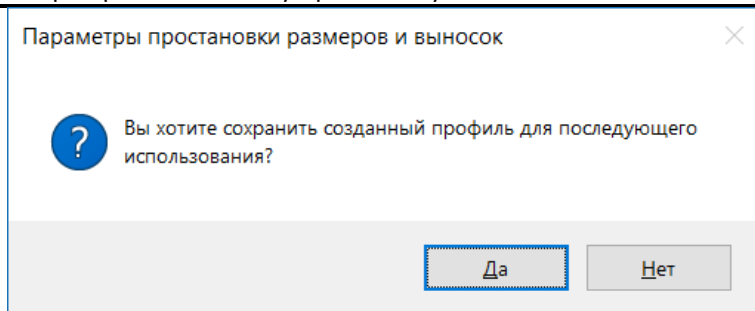 Параметры простановки размеров и выносок
Вы хотите сохранить созданный профиль для последующего
использования?
Да
Нет